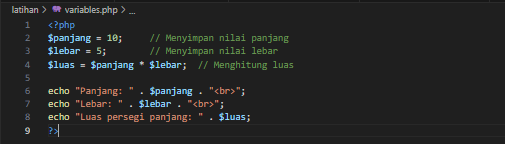 latihan > variables.php > ...
1 <?php
2 $panjang = 10;     // Menyimpan nilai panjang
3 $lebar = 5;        // Menyimpan nilai lebar
4 $luas = $panjang * $lebar;  // Menghitung luas
5
6 echo "Panjang: " . $panjang . "<br>";
7 echo "Lebar: " . $lebar . "<br>";
8 echo "Luas persegi panjang: " . $luas;
9 ?>